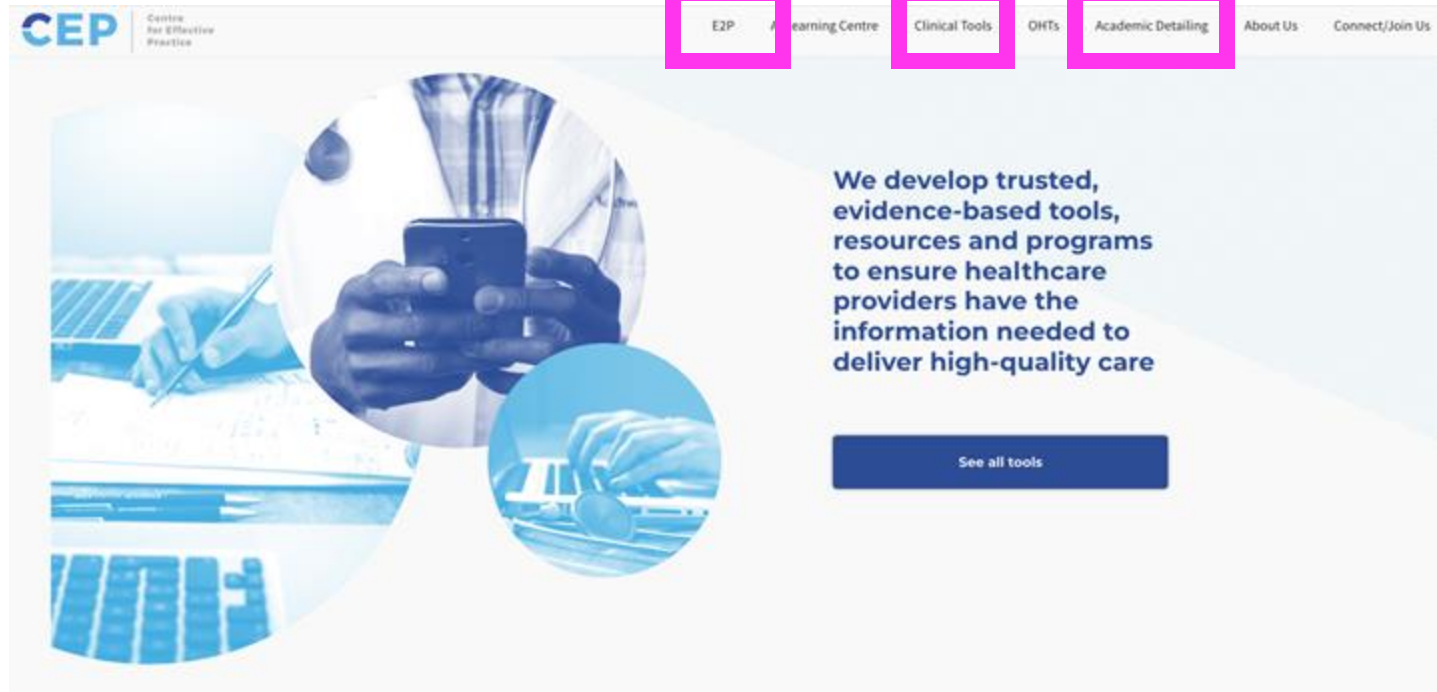 CEP
Centre
for Effective
Practice
E2P
earning Centre
Clinical Tools
OHTs
Academic Detailing
About Us
Connect/Join Us
We develop trusted,
evidence-based tools,
resources and programs
to ensure healthcare
providers have the
information needed to
deliver high-quality care
See all tools